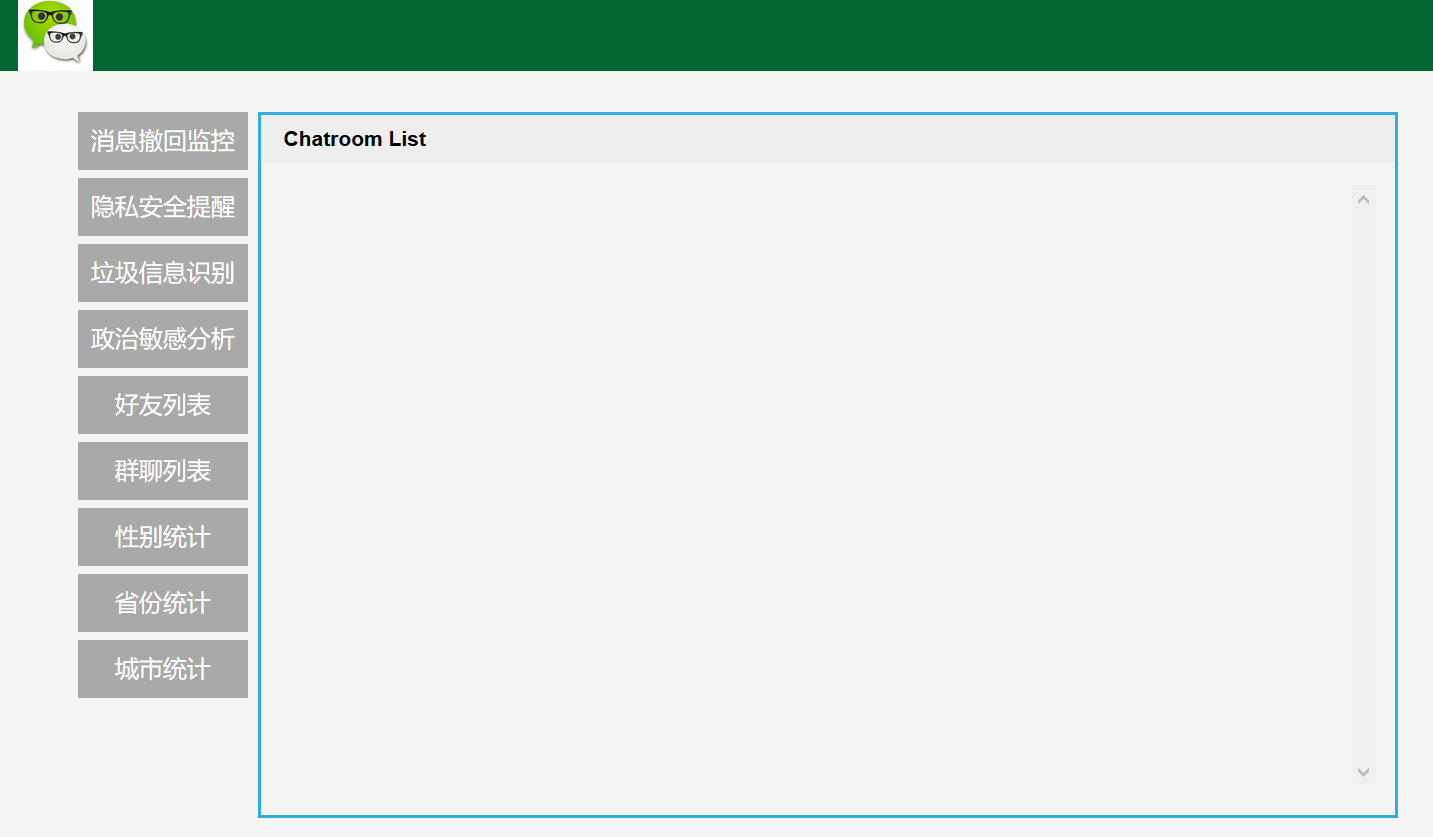 消息撤回监控
隐私安全提醒
垃圾信息识别
政治敏感分析
好友列表
群聊列表
性别统计
省份统计
城市统计
Chatroom List